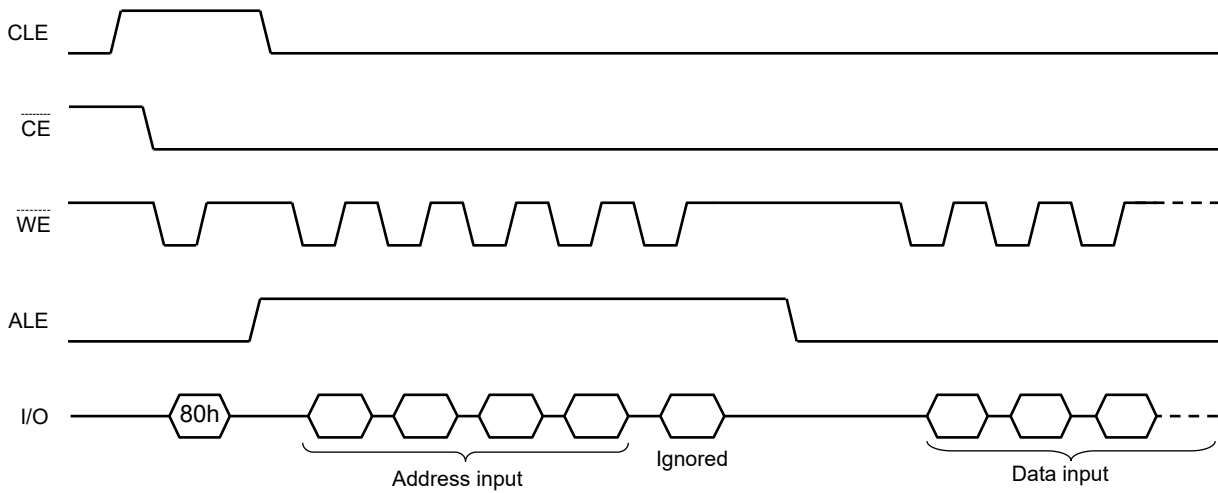 CLE
CE
WE
ALE
I/O
80h
Address input
Ignored
Data input